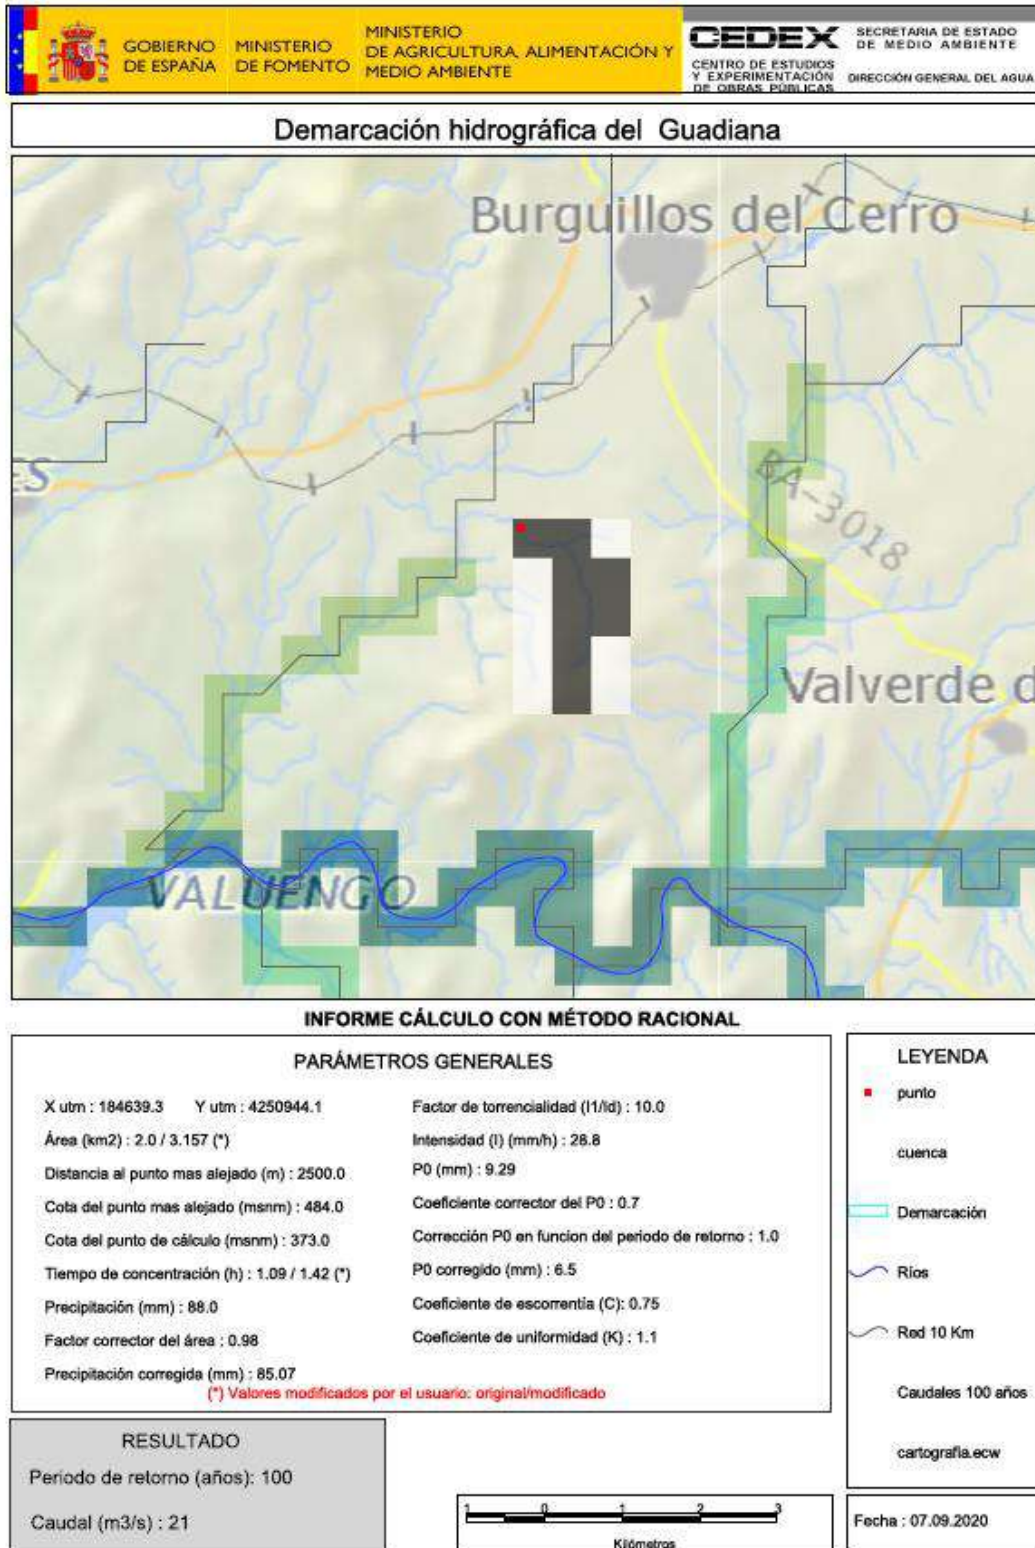 GOBIERNO
DE ESPAÑA
MINISTERIO
DE FOMENTO
MINISTERIO
DE AGRICULTURA, ALIMENTACIÓN Y
MEDIO AMBIENTE
CEDEX
CENTRO DE ESTUDIOS
Y EXPERIMENTACIÓN
DE OBRAS PÚBLICAS
SECRETARIA DE ESTADO
DE MEDIO AMBIENTE
DIRECCIÓN GENERAL DEL AGUA
Demarcación hidrográfica del Guadiana
Burguillos del Cerro
ES
BA-3018
Valverde d
VALUENGO
INFORME CÁLCULO CON MÉTODO RACIONAL
PARÁMETROS GENERALES
X utm : 184639.3 Y utm : 4250944.1
Área (km2) : 2.0 / 3.157 (*)
Distancia al punto mas alejado (m) : 2500.0
Cota del punto mas alejado (msnm) : 484.0
Cota del punto de cálculo (msnm) : 373.0
Tiempo de concentración (h) : 1.09 / 1.42 (*)
Precipitación (mm) : 88.0
Factor corrector del área : 0.98
Precipitación corregida (mm) : 85.07
Factor de torrencialidad (I1/Id) : 10.0
Intensidad (I) (mm/h) : 28.8
P0 (mm) : 9.29
Coeficiente corrector del P0 : 0.7
Corrección P0 en funcion del periodo de retorno : 1.0
P0 corregido (mm) : 6.5
Coeficiente de escorrentía (C): 0.75
Coeficiente de uniformidad (K) : 1.1
(*) Valores modificados por el usuario: original/modificado
LEYENDA
punto
cuenca
Demarcación
Ríos
Red 10 Km
Caudales 100 años
cartografia.ecw
RESULTADO
Periodo de retorno (años): 100
Caudal (m3/s) : 21
1 0 1 2 3
Kilómetros
Fecha : 07.09.2020